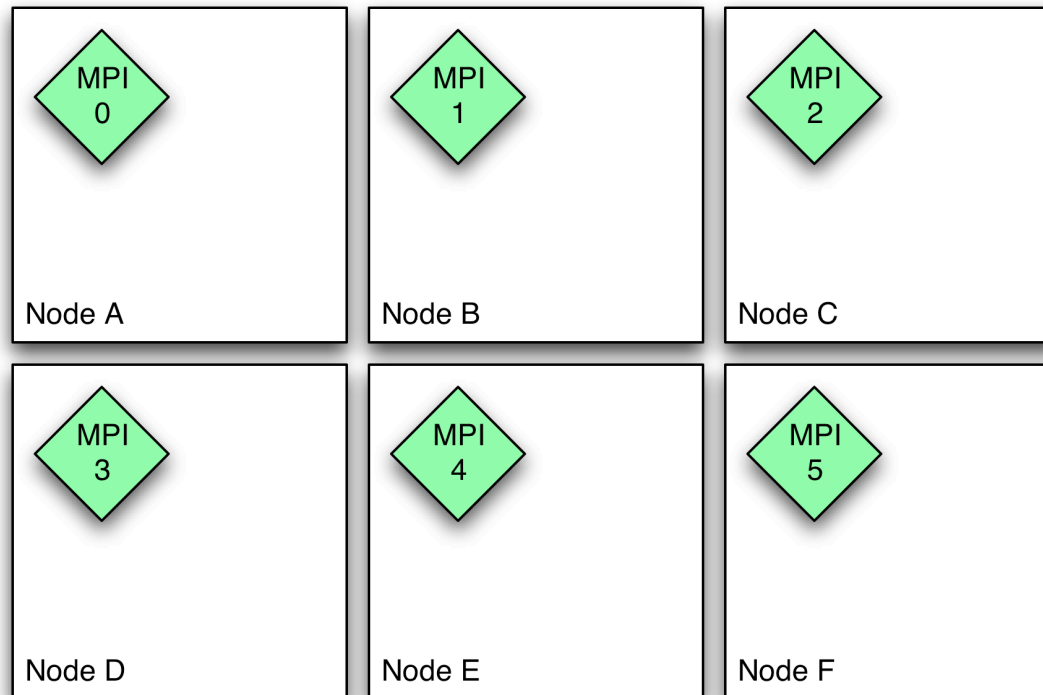 MPI
0
Node A
MPI
1
Node B
MPI
2
Node C
MPI
3
Node D
MPI
4
Node E
MPI
5
Node F